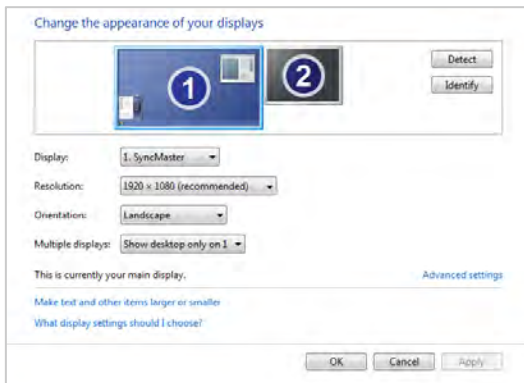 Change the appearance of your displays
1 2
Detect
Identify
Display: 1. SyncMaster
Resolution: 1920 × 1080 (recommended)
Orientation: Landscape
Multiple displays: Show desktop only on 1
This is currently your main display. Advanced settings
Make text and other items larger or smaller
What display settings should I choose?
OK Cancel Apply